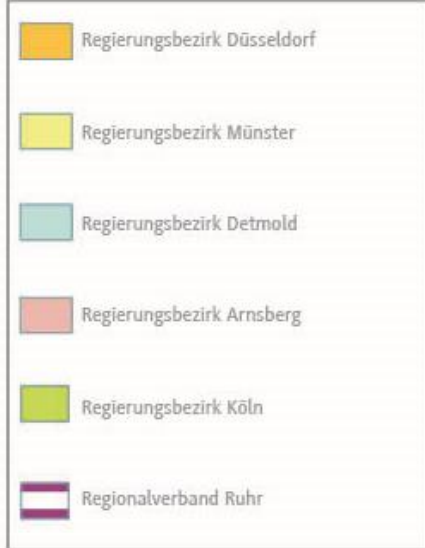 Regierungsbezirk Düsseldorf
Regierungsbezirk Münster
Regierungsbezirk Detmold
Regierungsbezirk Arnsberg
Regierungsbezirk Köln
Regionalverband Ruhr